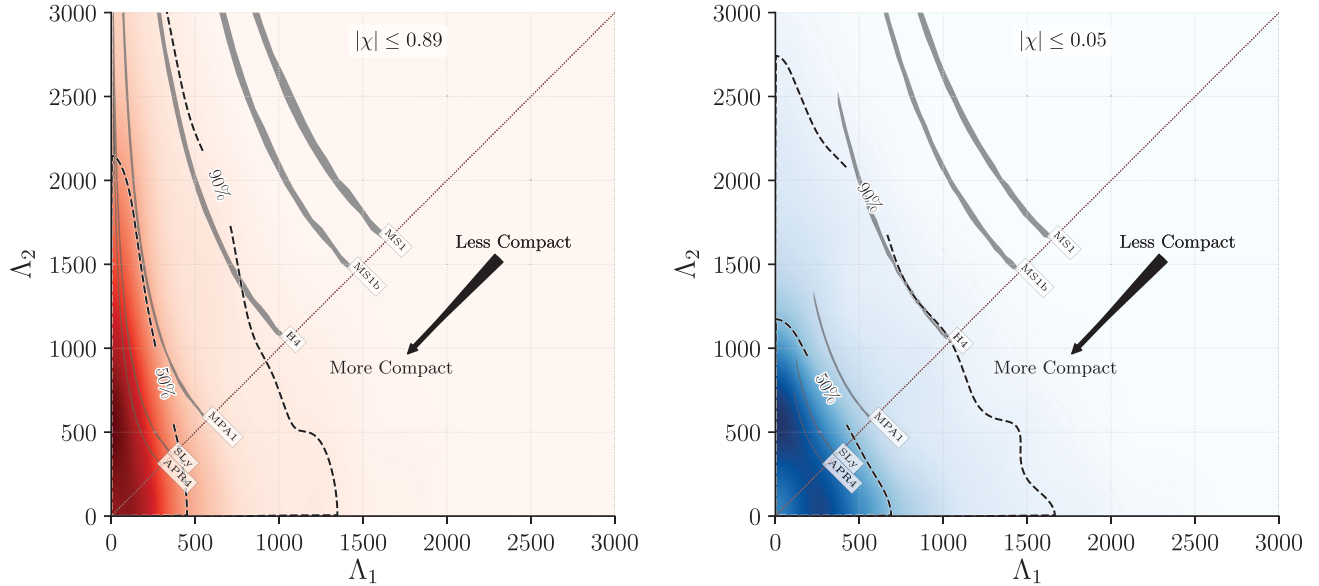 |χ| ≤ 0.89
3000
2500
2000
1500
1000
500
0
Λ₂
90%
50%
MS1
MS1b
H4
MPA1
SLy
APR4
Less Compact
More Compact
0 500 1000 1500 2000 2500 3000
Λ₁
|χ| ≤ 0.05
3000
2500
2000
1500
1000
500
0
Λ₂
90%
50%
MS1
MS1b
H4
MPA1
SLy
APR4
Less Compact
More Compact
0 500 1000 1500 2000 2500 3000
Λ₁